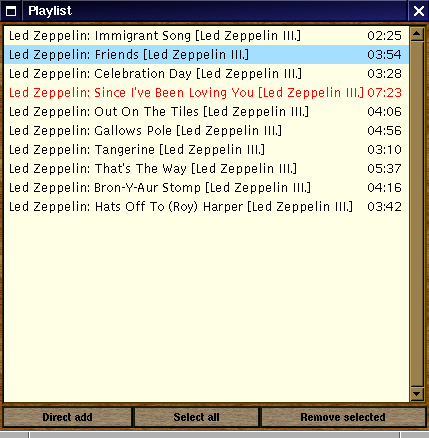 Playlist
Led Zeppelin: Immigrant Song [Led Zeppelin III.] 02:25
Led Zeppelin: Friends [Led Zeppelin III.] 03:54
Led Zeppelin: Celebration Day [Led Zeppelin III.] 03:28
Led Zeppelin: Since I've Been Loving You [Led Zeppelin III.] 07:23
Led Zeppelin: Out On The Tiles [Led Zeppelin III.] 04:06
Led Zeppelin: Gallows Pole [Led Zeppelin III.] 04:56
Led Zeppelin: Tangerine [Led Zeppelin III.] 03:10
Led Zeppelin: That's The Way [Led Zeppelin III.] 05:37
Led Zeppelin: Bron-Y-Aur Stomp [Led Zeppelin III.] 04:16
Led Zeppelin: Hats Off To (Roy) Harper [Led Zeppelin III.] 03:42
Direct add Select all Remove selected